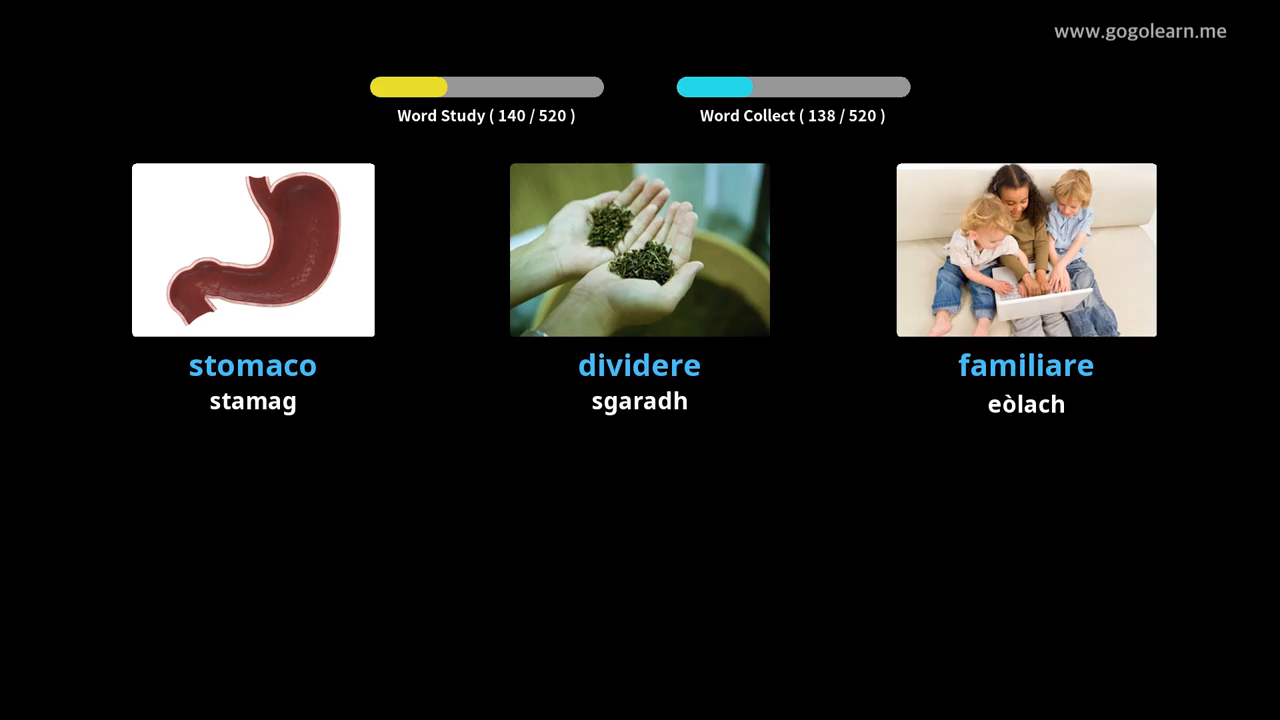 www.gogolearn.me
Word Study ( 140 / 520 )
Word Collect ( 138 / 520 )
stomaco
stamag
dividere
sgaradh
familiare
eòlach